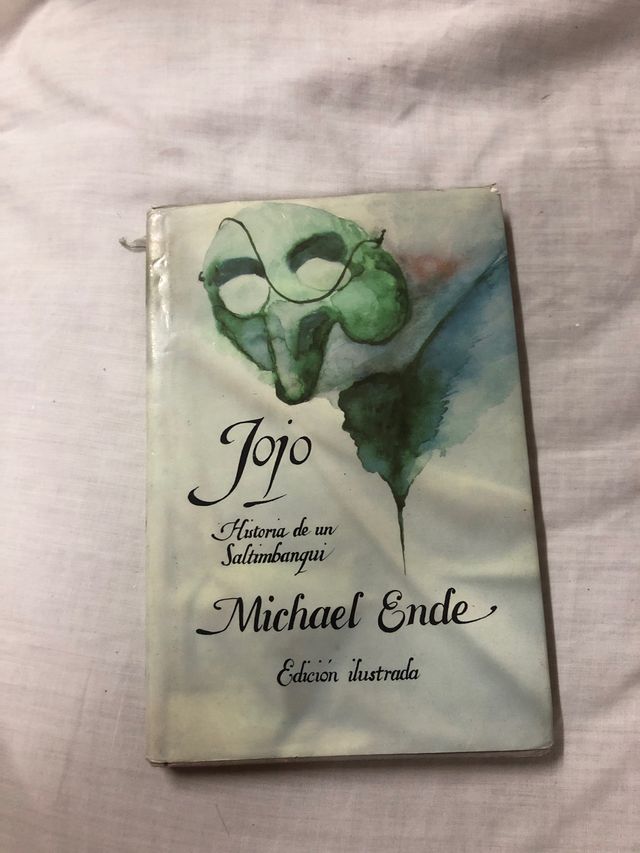 Jojo
Historia de un
Saltimbanqui
Michael Ende
Edición ilustrada